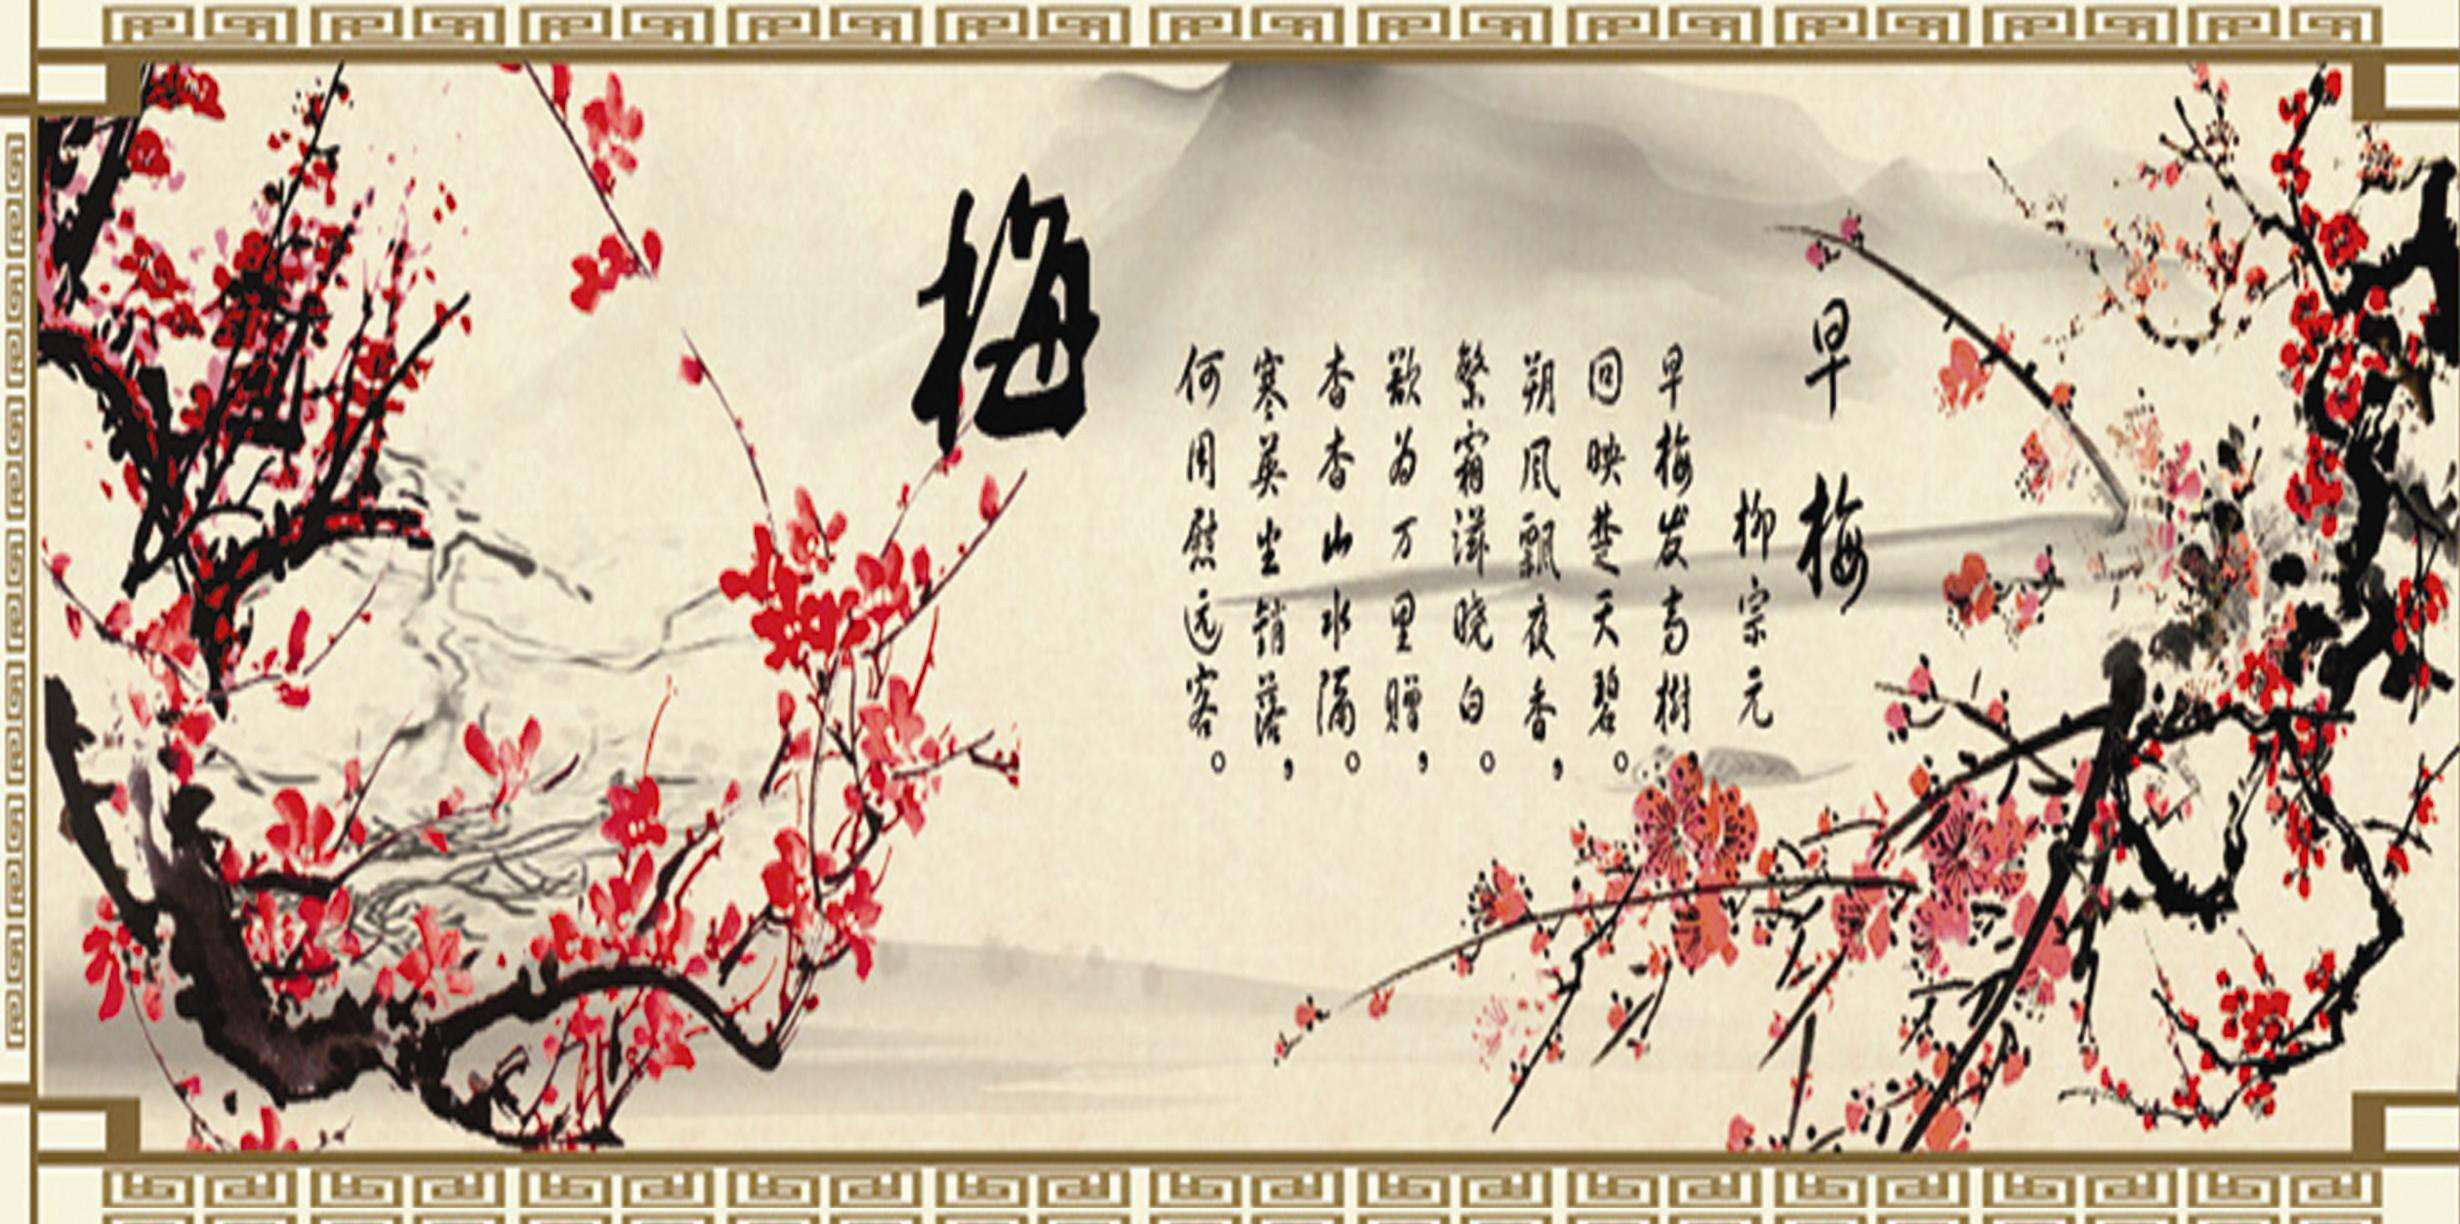 早梅
柳宗元
早梅发高樹
回映楚天碧。
朔风飘夜香，
繁霜滋晓白。
欲为万里赠，
杳杳山水隔。
寒英坐销落，
何用慰远客。
梅